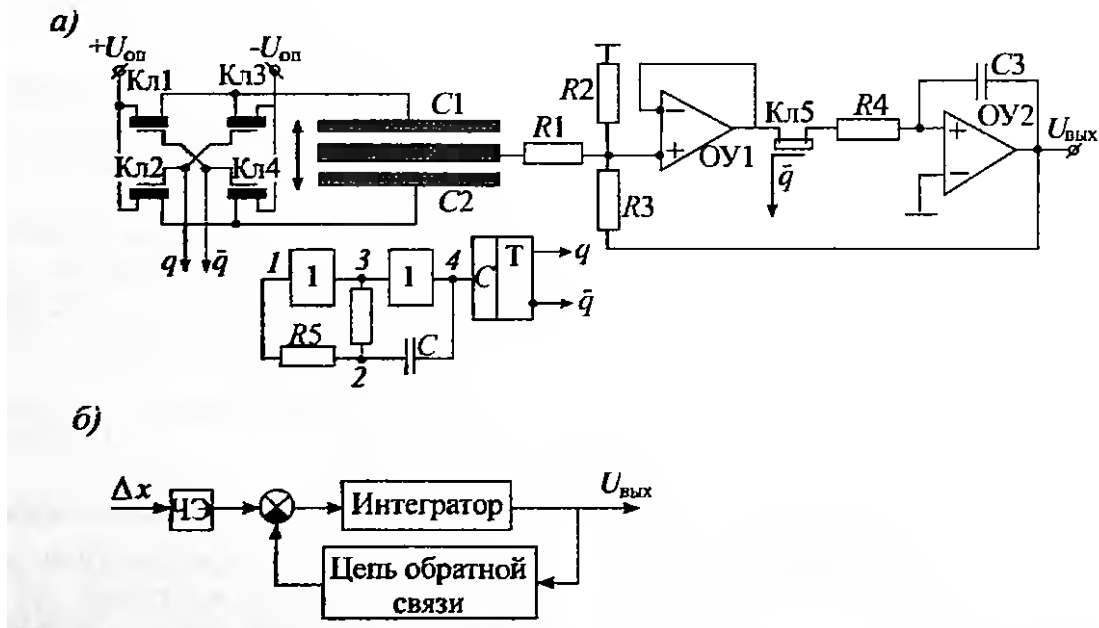 а)
+Uоп -Uоп
Кл1 Кл3
C1
R1
R2
Кл5
R4
C3
ОУ2
Uвых
- +
ОУ1
+ -
q̄
Кл2 Кл4
C2
R3
q q̄
1 1 3 1 4 C T q
q̄
R5 C
2
б)
Δx ЧЭ Интегратор Uвых
Цепь обратной
связи